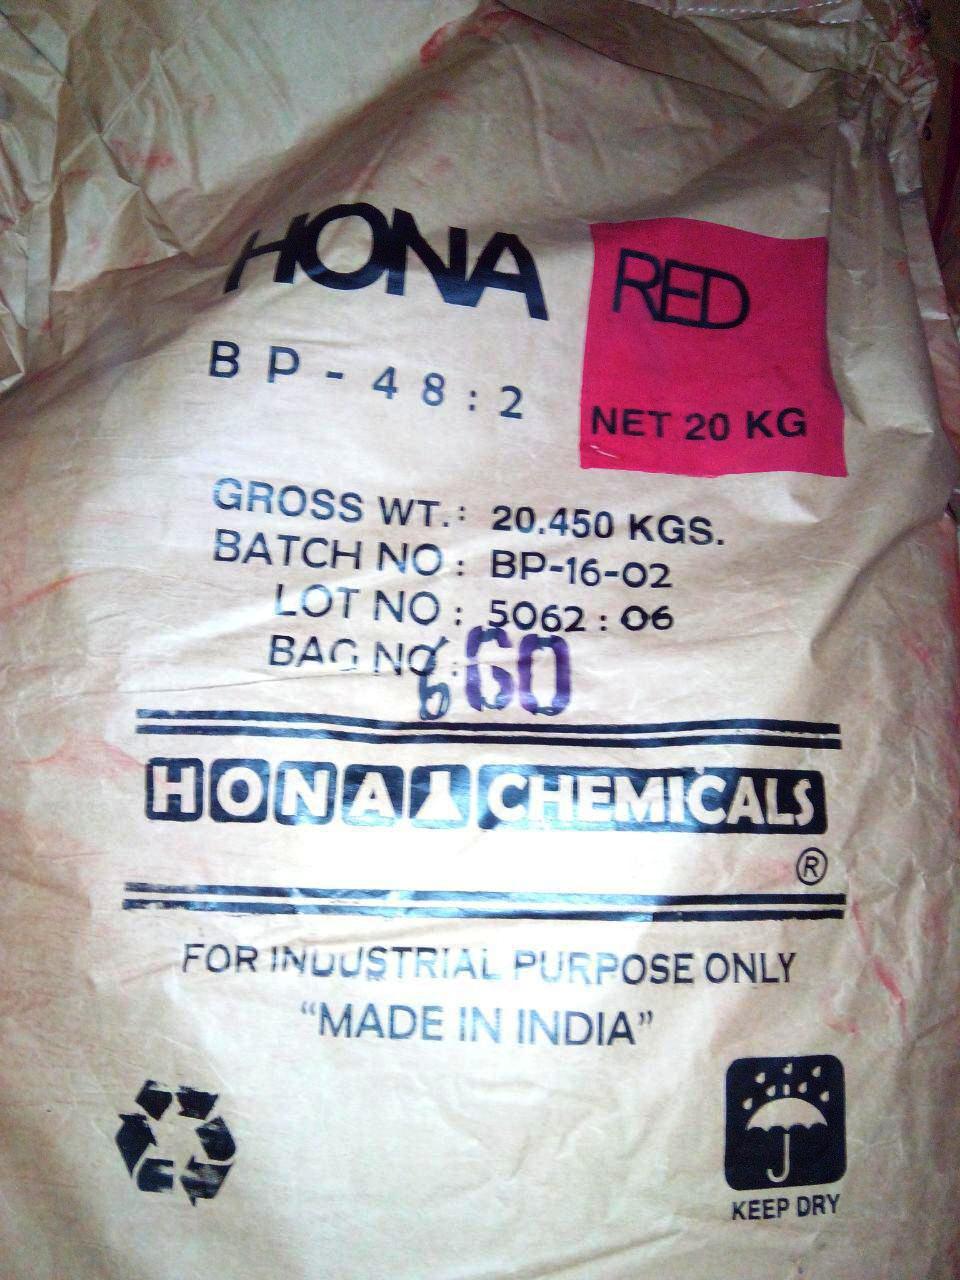 HONA RED
BP-48:2
NET 20 KG
GROSS WT.: 20.450 KGS.
BATCH NO : BP-16-02
LOT NO : 5062 : 06
BAG NO :
HONA CHEMICALS
®
FOR INDUSTRIAL PURPOSE ONLY
“MADE IN INDIA”
KEEP DRY